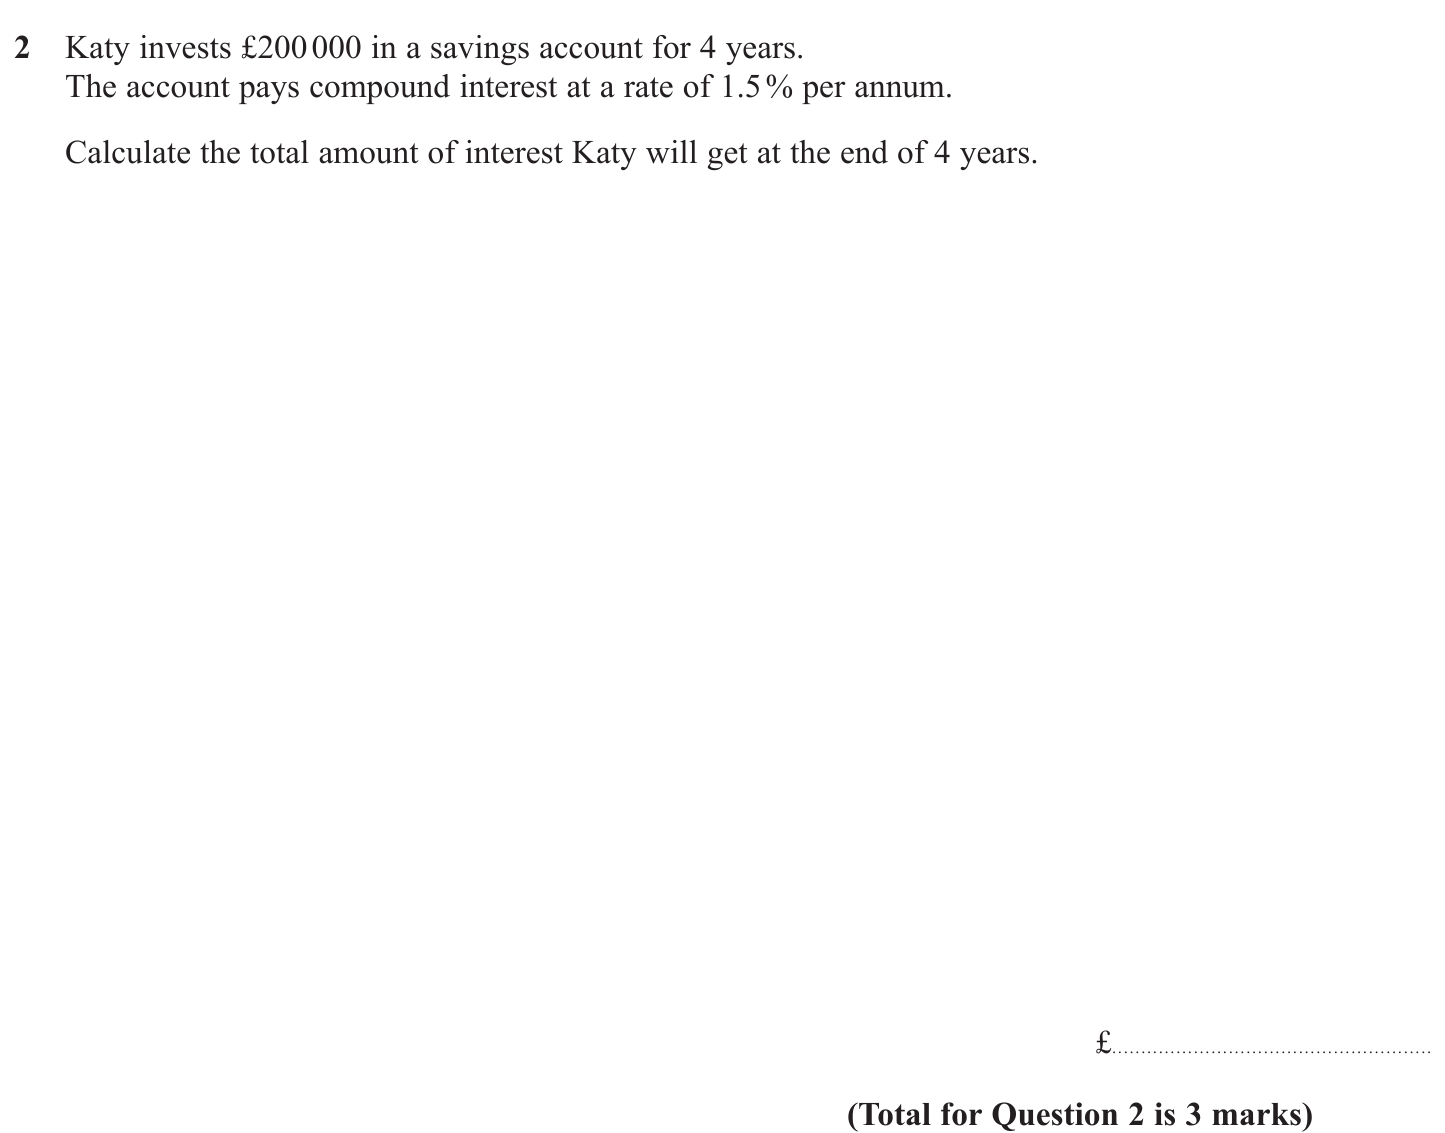 2 Katy invests £200 000 in a savings account for 4 years.
The account pays compound interest at a rate of 1.5% per annum.
Calculate the total amount of interest Katy will get at the end of 4 years.
£.......................................................
(Total for Question 2 is 3 marks)